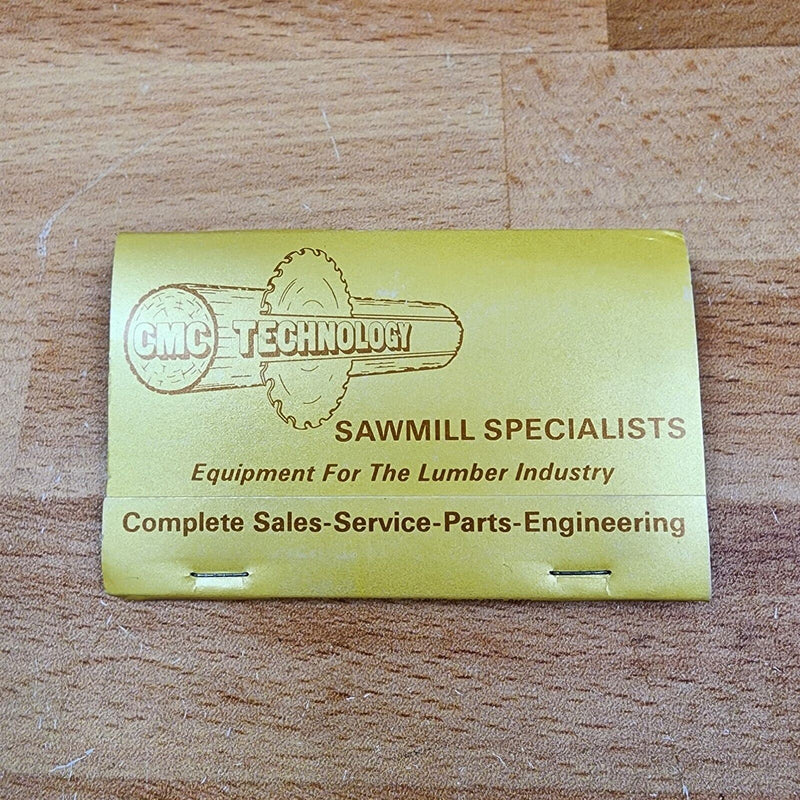 CMC TECHNOLOGY
SAWMILL SPECIALISTS
Equipment For The Lumber Industry
Complete Sales-Service-Parts-Engineering